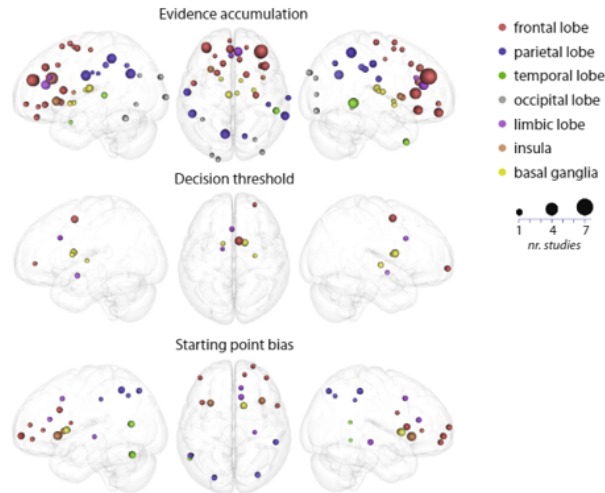 Evidence accumulation
frontal lobe
parietal lobe
temporal lobe
occipital lobe
limbic lobe
insula
basal ganglia
1 4 7
nr. studies
Decision threshold
Starting point bias